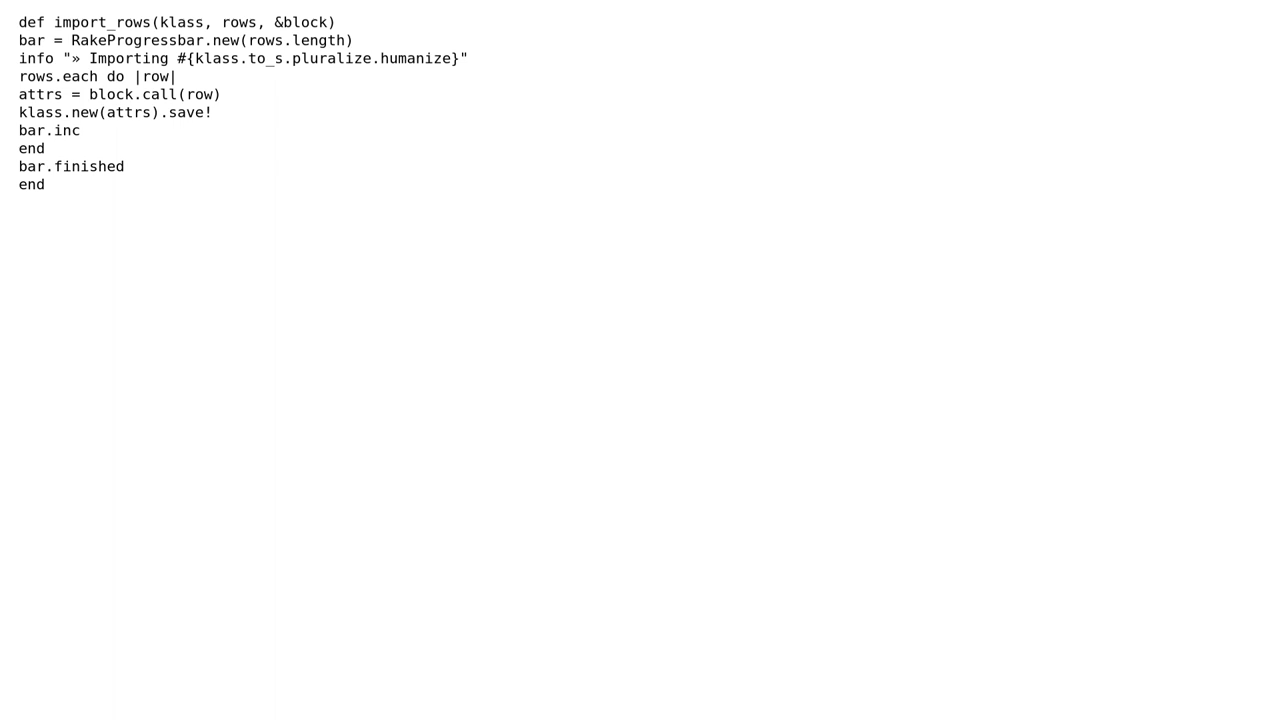 def import_rows(klass, rows, &block)
bar = RakeProgressbar.new(rows.length)
info "» Importing #{klass.to_s.pluralize.humanize}"
rows.each do |row|
attrs = block.call(row)
klass.new(attrs).save!
bar.inc
end
bar.finished
end